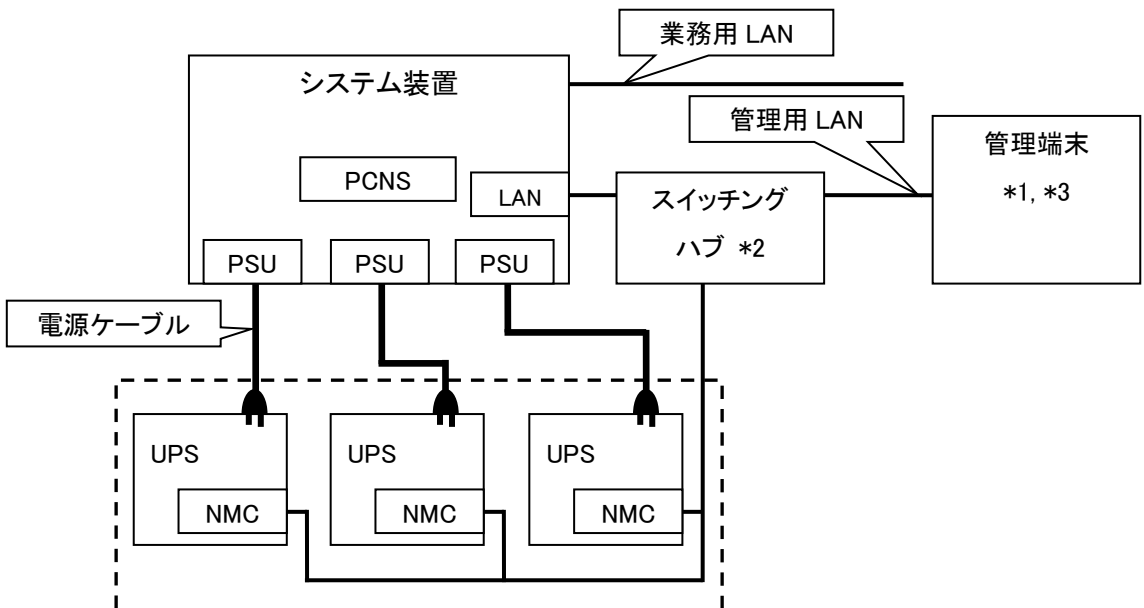 業務用 LAN
システム装置
管理用 LAN
管理端末
*1, *3
PCNS
LAN
スイッチング
ハブ *2
PSU
PSU
PSU
電源ケーブル
UPS
UPS
UPS
NMC
NMC
NMC